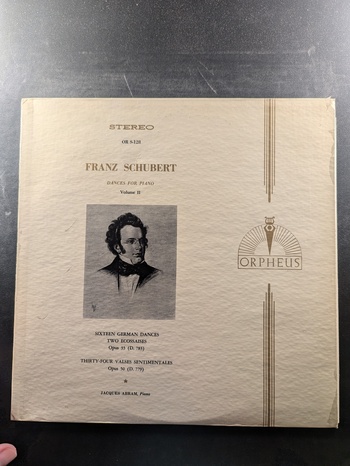 STEREO
OR S-128
FRANZ SCHUBERT
DANCES FOR PIANO
Volume II
ORPHEUS
SIXTEEN GERMAN DANCES
TWO ECOSSAISES
Opus 33 (D. 783)
THIRTY-FOUR VALSES SENTIMENTALES
Opus 50 (D. 779)
JACQUES ABRAM, Piano